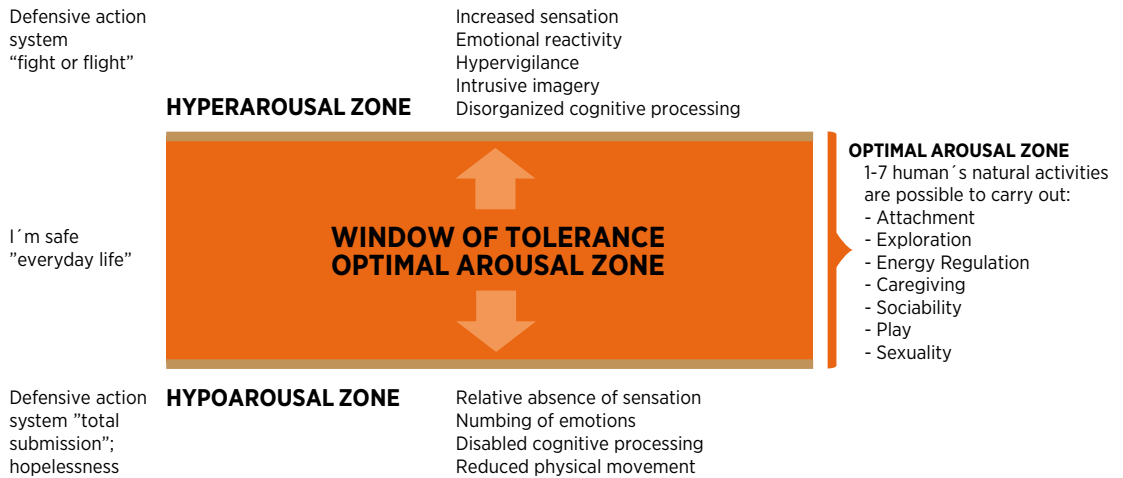 Defensive action
system
“fight or flight”
HYPERAROUSAL ZONE
Increased sensation
Emotional reactivity
Hypervigilance
Intrusive imagery
Disorganized cognitive processing
I´m safe
”everyday life”
WINDOW OF TOLERANCE
OPTIMAL AROUSAL ZONE
OPTIMAL AROUSAL ZONE
1-7 human´s natural activities
are possible to carry out:
- Attachment
- Exploration
- Energy Regulation
- Caregiving
- Sociability
- Play
- Sexuality
Defensive action
system ”total
submission”;
hopelessness
HYPOAROUSAL ZONE
Relative absence of sensation
Numbing of emotions
Disabled cognitive processing
Reduced physical movement